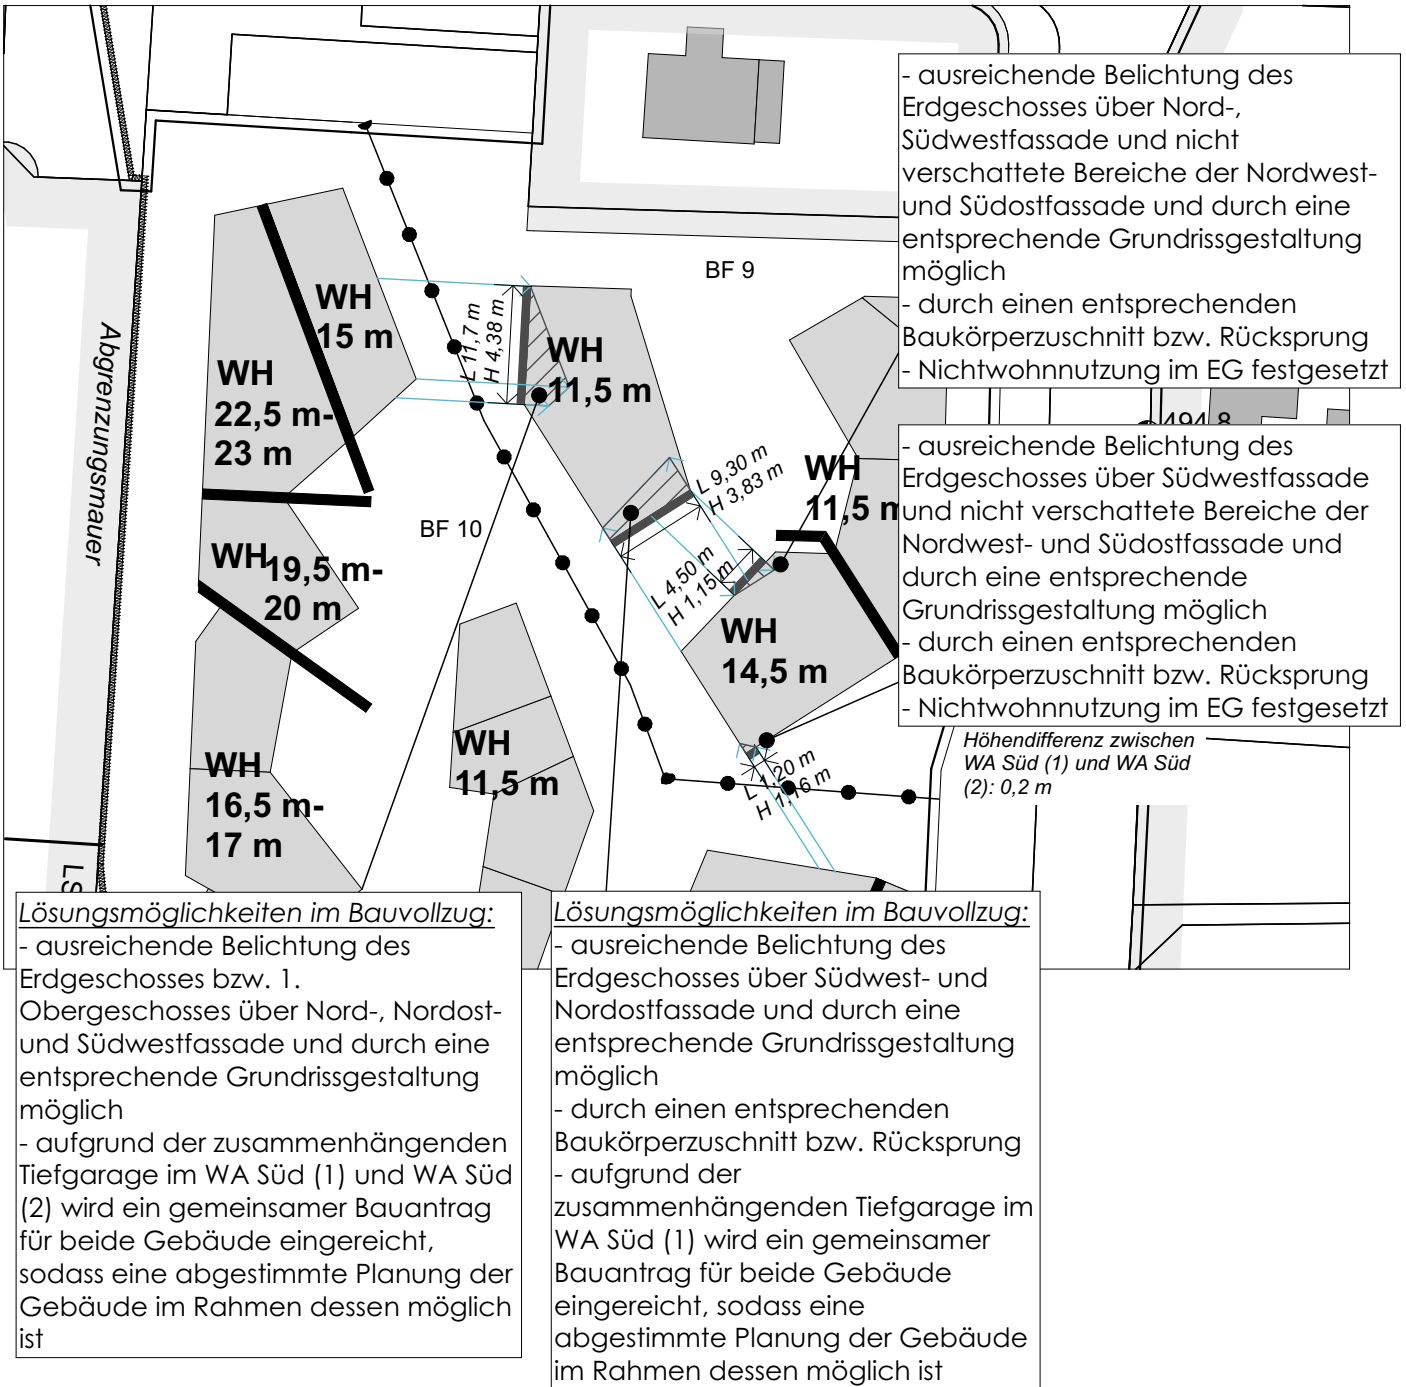 - ausreichende Belichtung des
Erdgeschosses über Nord-,
Südwestfassade und nicht
verschattete Bereiche der Nordwest-
und Südostfassade und durch eine
entsprechende Grundrissgestaltung
möglich
- durch einen entsprechenden
Baukörperzuschnitt bzw. Rücksprung
- Nichtwohnnutzung im EG festgesetzt
BF 9
WH
15 m
L 11,7 m
H 4,38 m
WH
11,5 m
Abgrenzungsmauer
WH
22,5 m-
23 m
494,8
- ausreichende Belichtung des
Erdgeschosses über Südwestfassade
und nicht verschattete Bereiche der
Nordwest- und Südostfassade und
durch eine entsprechende
Grundrissgestaltung möglich
- durch einen entsprechenden
Baukörperzuschnitt bzw. Rücksprung
- Nichtwohnnutzung im EG festgesetzt
L 9,30 m
H 3,83 m
WH
11,5 m
BF 10
WH 19,5 m-
20 m
L 4,50 m
H 1,15 m
WH
14,5 m
WH
11,5 m
WH
16,5 m-
17 m
L 1,20 m
H 1,16 m
Höhendifferenz zwischen
WA Süd (1) und WA Süd
(2): 0,2 m
LS
Lösungsmöglichkeiten im Bauvollzug:
- ausreichende Belichtung des
Erdgeschosses bzw. 1.
Obergeschosses über Nord-, Nordost-
und Südwestfassade und durch eine
entsprechende Grundrissgestaltung
möglich
- aufgrund der zusammenhängenden
Tiefgarage im WA Süd (1) und WA Süd
(2) wird ein gemeinsamer Bauantrag
für beide Gebäude eingereicht,
sodass eine abgestimmte Planung der
Gebäude im Rahmen dessen möglich
ist
Lösungsmöglichkeiten im Bauvollzug:
- ausreichende Belichtung des
Erdgeschosses über Südwest- und
Nordostfassade und durch eine
entsprechende Grundrissgestaltung
möglich
- durch einen entsprechenden
Baukörperzuschnitt bzw. Rücksprung
- aufgrund der
zusammenhängenden Tiefgarage im
WA Süd (1) wird ein gemeinsamer
Bauantrag für beide Gebäude
eingereicht, sodass eine
abgestimmte Planung der Gebäude
im Rahmen dessen möglich ist